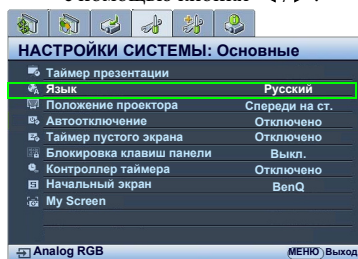 НАСТРОЙКИ СИСТЕМЫ: Основные
Таймер презентации
Язык Русский
Положение проектора Спереди на ст.
Автоотключение Отключено
Таймер пустого экрана Отключено
Блокировка клавиш панели Выкл.
Контроллер таймера Отключено
Начальный экран BenQ
My Screen
Analog RGB МЕНЮ Выход